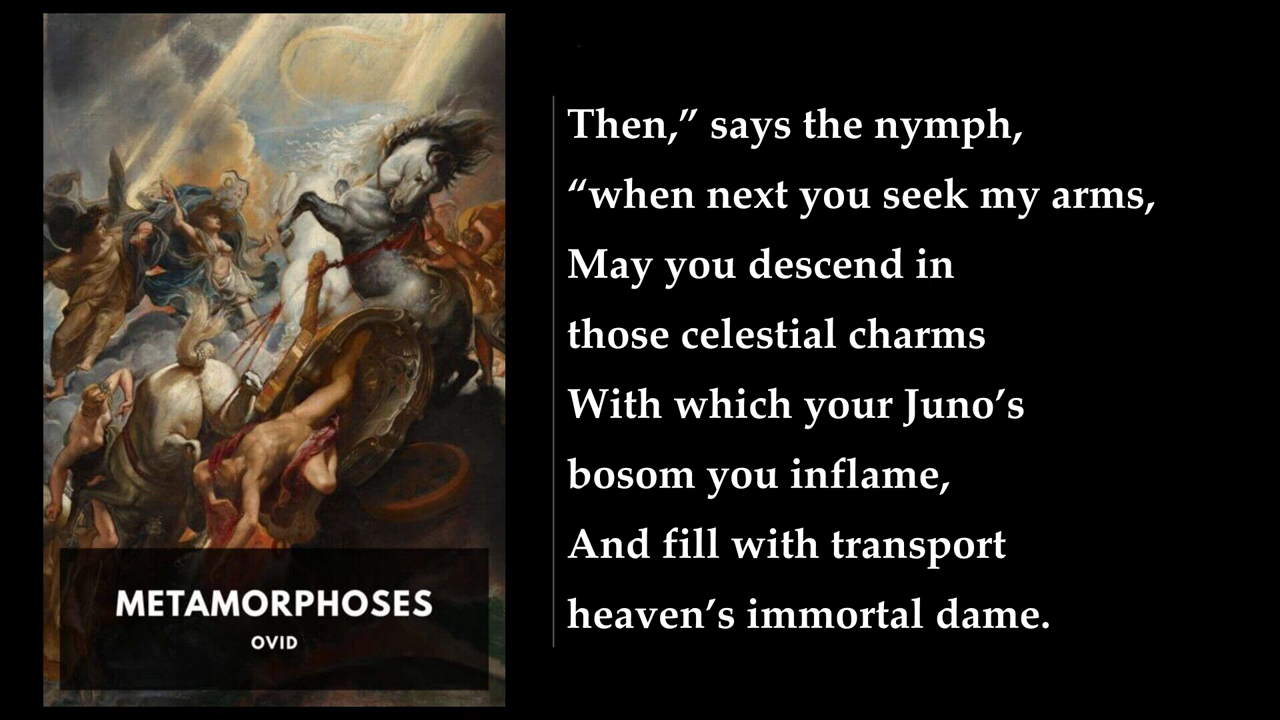 METAMORPHOSES
OVID
Then,” says the nymph,
“when next you seek my arms,
May you descend in
those celestial charms
With which your Juno’s
bosom you inflame,
And fill with transport
heaven’s immortal dame.